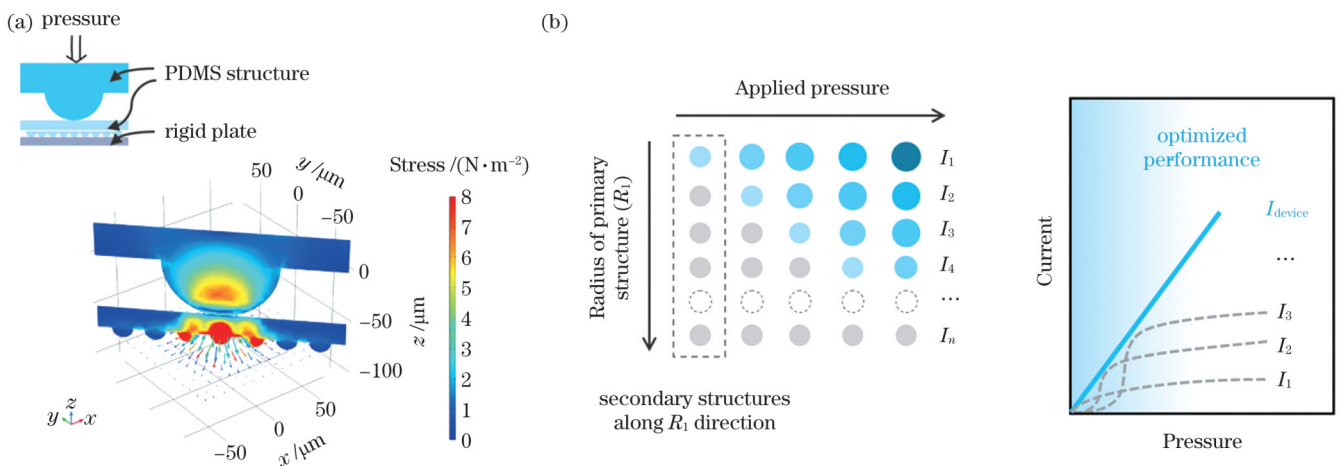 (a)
pressure
PDMS structure
rigid plate
Stress /(N·m⁻²)
8
7
6
5
4
3
2
1
0
y /μm
50
0
−50
0
−50
−100
z /μm
50
0
−50
x /μm
z
y
x
(b)
Applied pressure
Radius of primary
structure (R₁)
I₁
I₂
I₃
I₄
...
Iₙ
secondary structures
along R₁ direction
optimized
performance
I_device
...
I₃
I₂
I₁
Current
Pressure